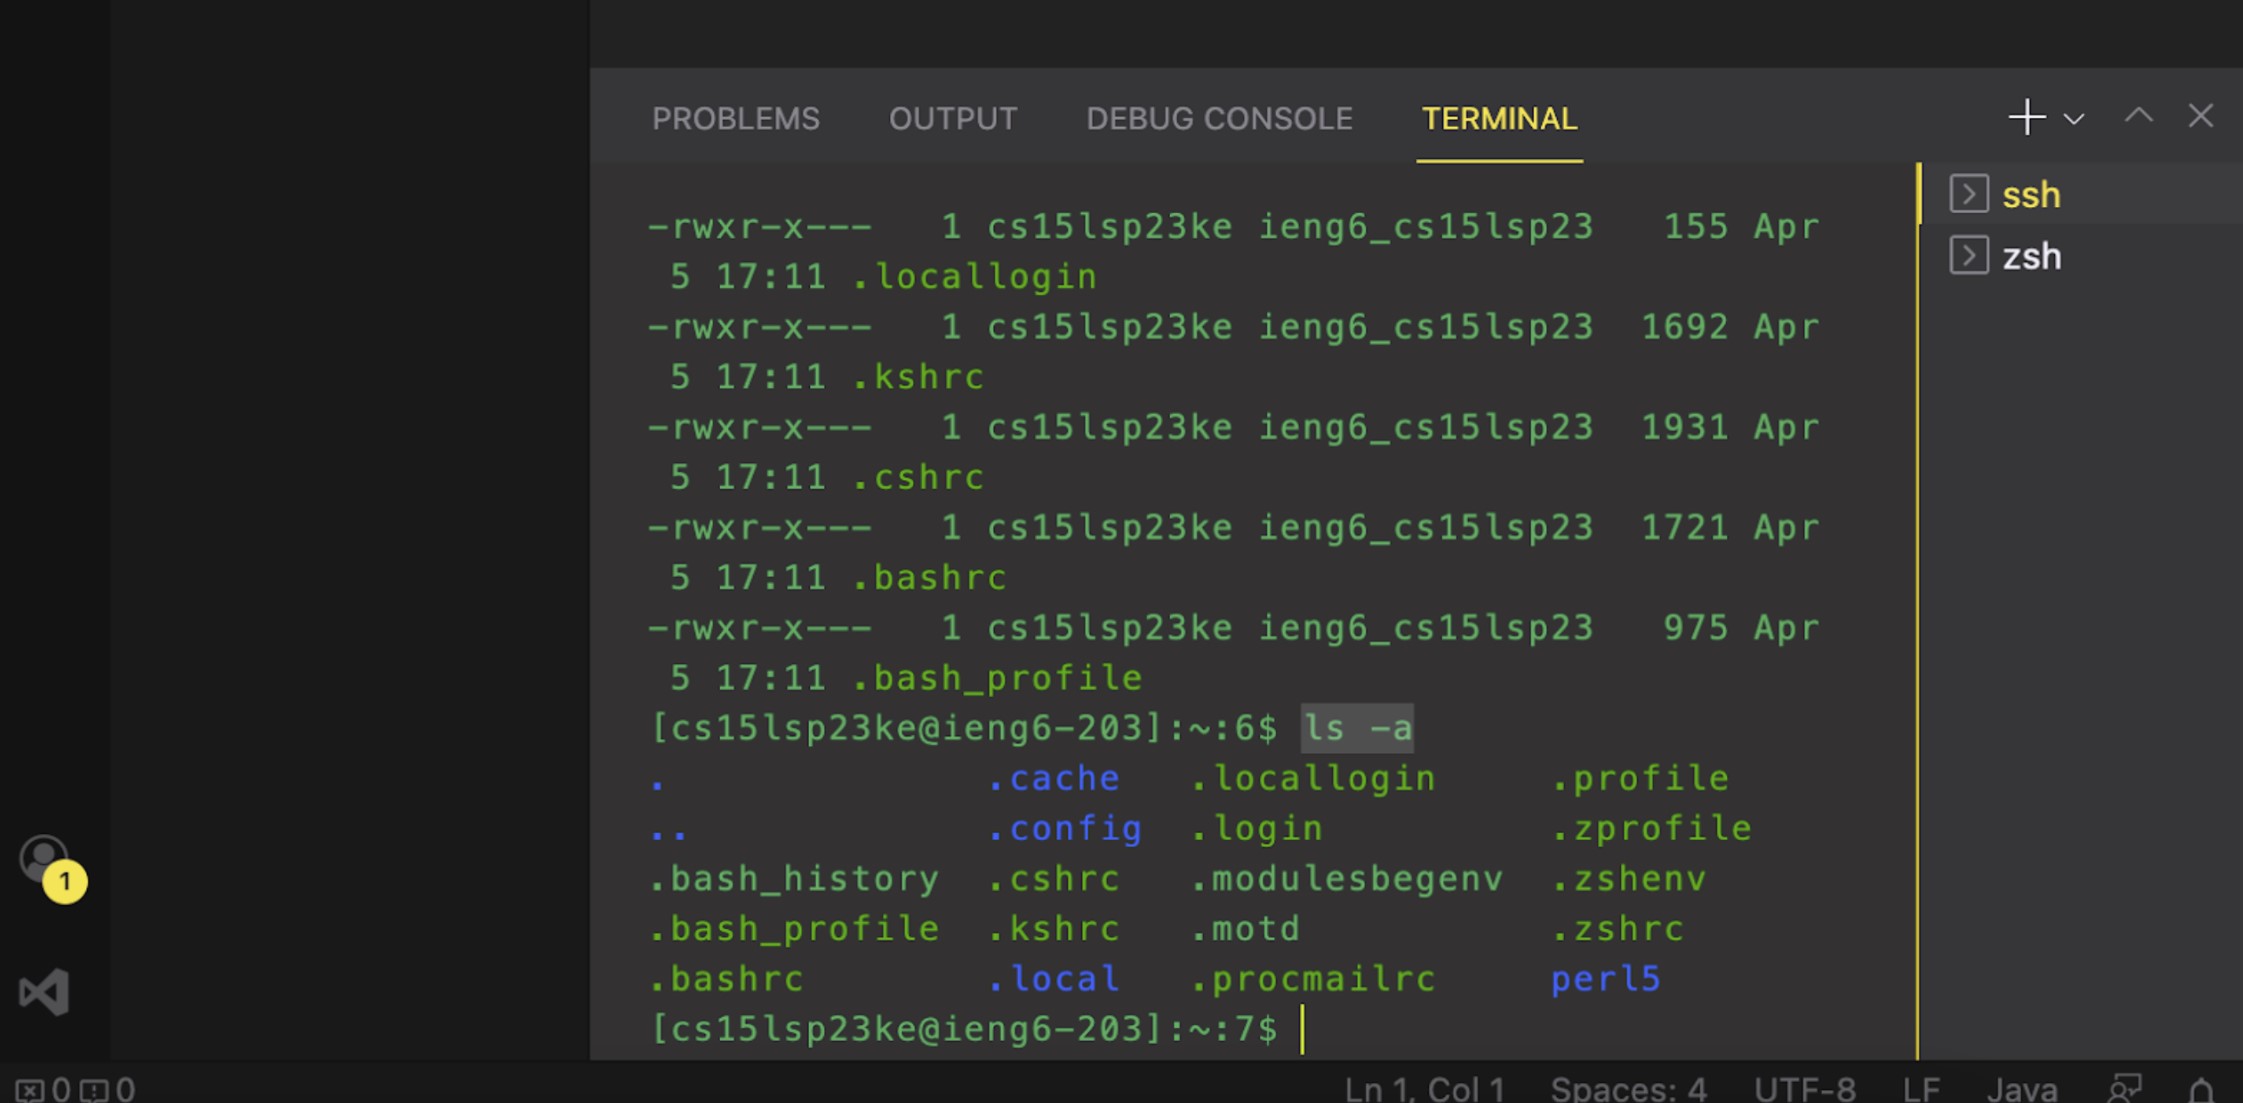 PROBLEMS OUTPUT DEBUG CONSOLE TERMINAL
ssh
zsh
-rwxr-x---   1 cs15lsp23ke ieng6_cs15lsp23   155 Apr
 5 17:11 .locallogin
-rwxr-x---   1 cs15lsp23ke ieng6_cs15lsp23  1692 Apr
 5 17:11 .kshrc
-rwxr-x---   1 cs15lsp23ke ieng6_cs15lsp23  1931 Apr
 5 17:11 .cshrc
-rwxr-x---   1 cs15lsp23ke ieng6_cs15lsp23  1721 Apr
 5 17:11 .bashrc
-rwxr-x---   1 cs15lsp23ke ieng6_cs15lsp23   975 Apr
 5 17:11 .bash_profile
[cs15lsp23ke@ieng6-203]:~:6$ ls -a
.              .cache   .locallogin     .profile
..             .config  .login          .zprofile
.bash_history  .cshrc   .modulesbegenv  .zshenv
.bash_profile  .kshrc   .motd           .zshrc
.bashrc        .local   .procmailrc     perl5
[cs15lsp23ke@ieng6-203]:~:7$
1
0 0 Ln 1, Col 1 Spaces: 4 UTF-8 LF Java